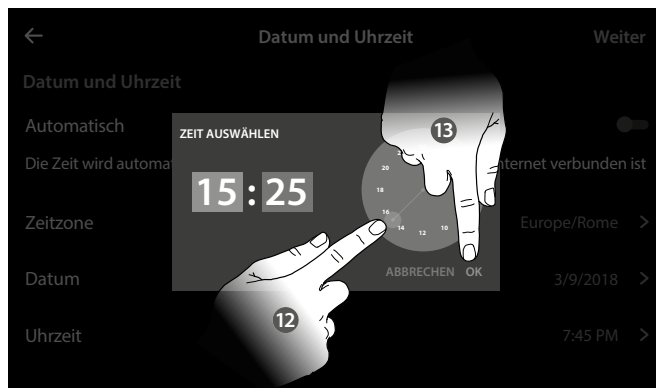 Datum und Uhrzeit Weiter
Datum und Uhrzeit
Automatisch
ZEIT AUSWÄHLEN
13
Die Zeit wird automa nternet verbunden ist
15 : 25
20
18
16
14 12 10
Zeitzone Europe/Rome >
ABBRECHEN OK
Datum 3/9/2018 >
12
Uhrzeit 7:45 PM >